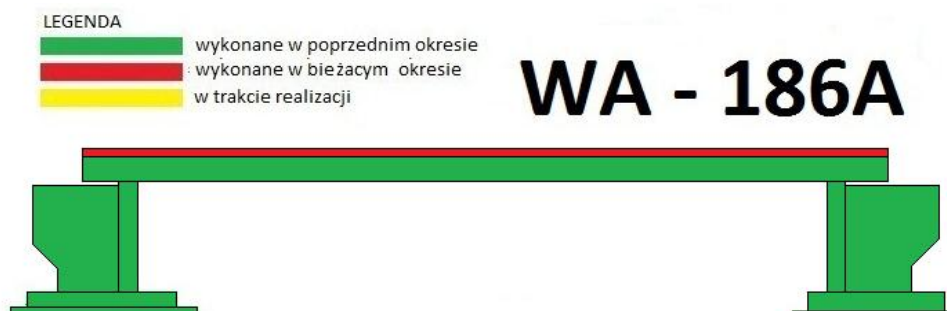 LEGENDA
wykonane w poprzednim okresie
wykonane w bieżacym okresie
w trakcie realizacji
WA - 186A